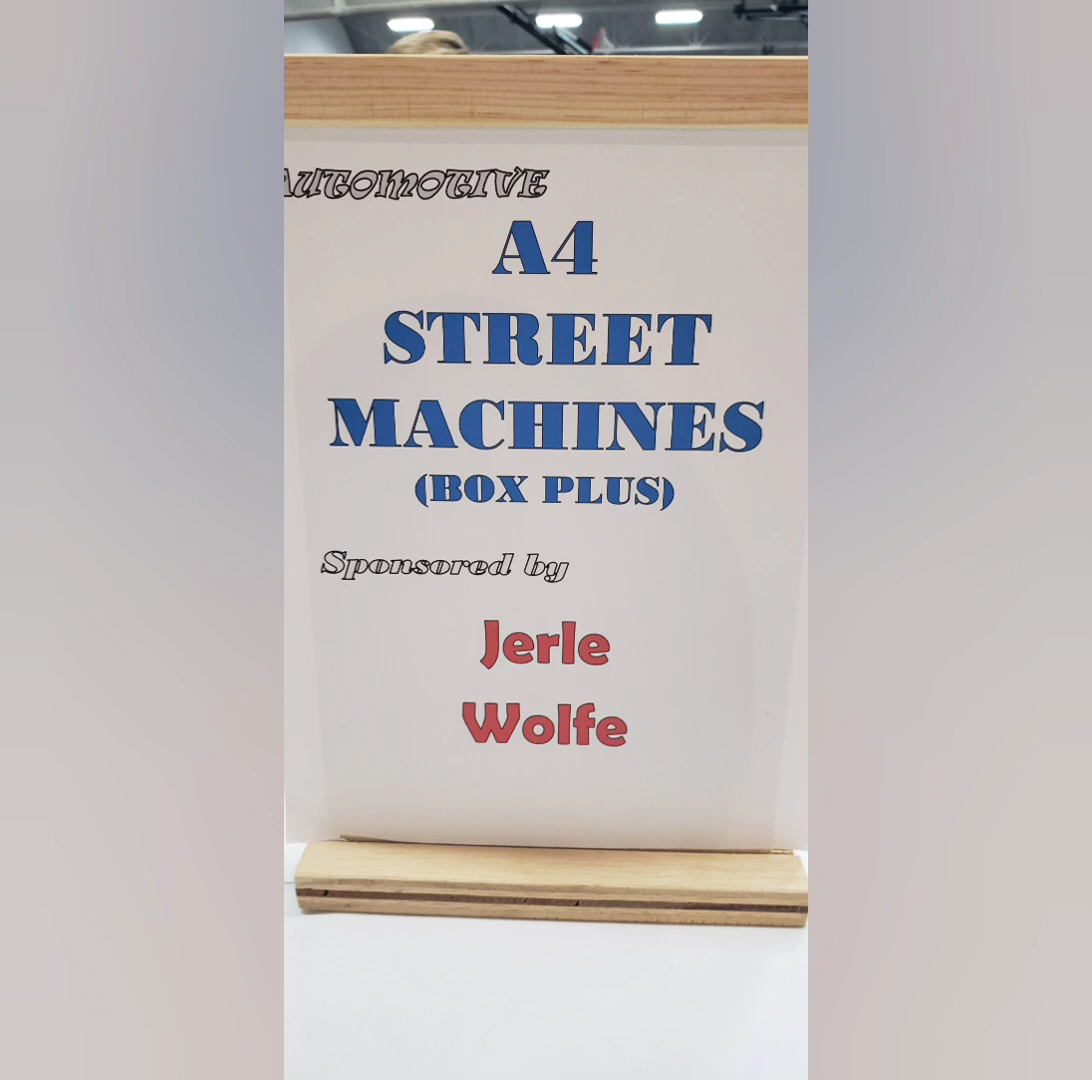 AUTOMOTIVE
A4
STREET
MACHINES
(BOX PLUS)
Sponsored by
Jerle
Wolfe